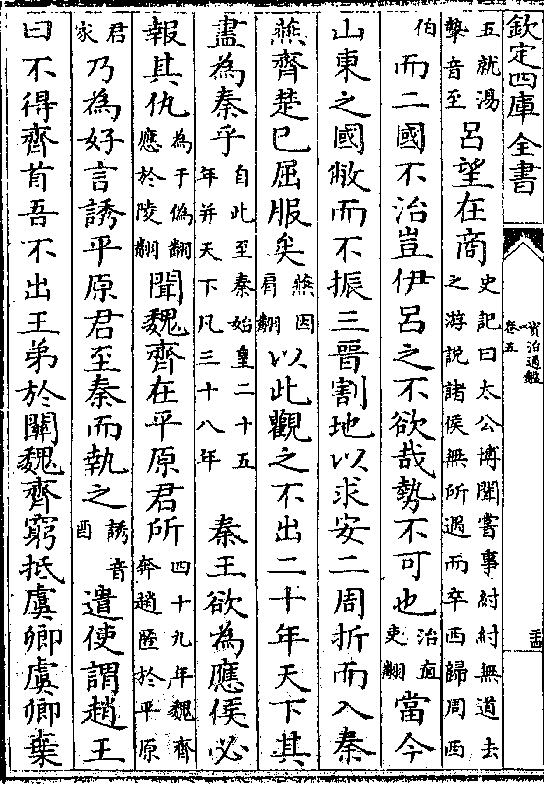 欽定四庫全書
資治通鑑
卷五
五就湯摯音至呂望在商史記曰太公博聞嘗事紂紂無道去之游說諸侯無所遇而卒西歸周西
伯而二國不治豈伊呂之不欲哉勢不可也治直吏翻當今
山東之國敝而不振三晉割地以求安二周折而入秦
燕齊楚已屈服矣燕因肩翻以此觀之不出二十年天下其
盡為秦乎自此至秦始皇二十五年并天下凡三十八年秦王欲為應侯必
報其仇為于偽翻應於陵翻聞魏齊在平原君所四十九年魏齊奔趙匿於平原
君家乃為好言誘平原君至秦而執之誘音酉遣使謂趙王
曰不得齊首吾不出王弟於關魏齊窮抵虞卿虞卿棄